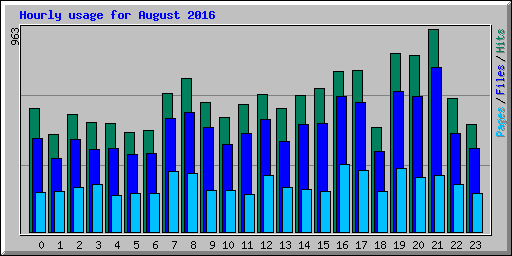 Hourly usage for August 2016
963
Pages / Files / Hits
0 1 2 3 4 5 6 7 8 9 10 11 12 13 14 15 16 17 18 19 20 21 22 23